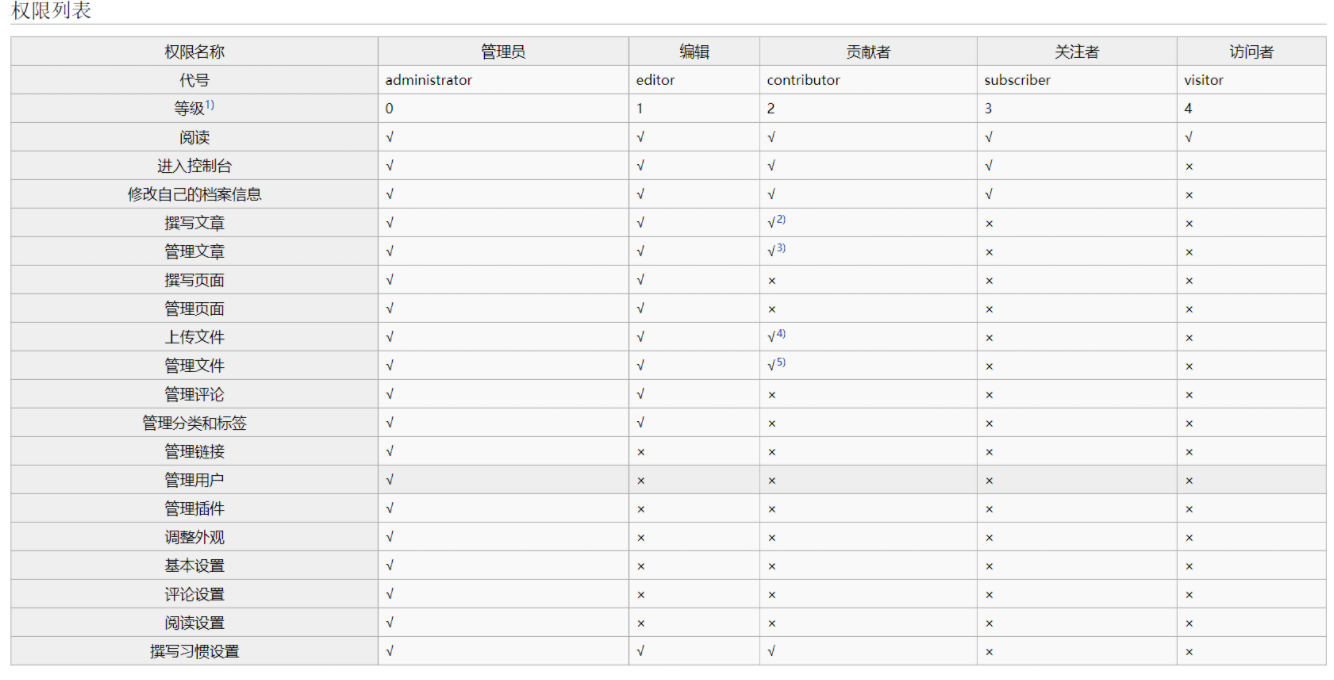 权限列表
权限名称 管理员 编辑 贡献者 关注者 访问者
代号 administrator editor contributor subscriber visitor
等级1) 0 1 2 3 4
阅读 √ √ √ √ √
进入控制台 √ √ √ √ ×
修改自己的档案信息 √ √ √ √ ×
撰写文章 √ √ √2) × ×
管理文章 √ √ √3) × ×
撰写页面 √ √ × × ×
管理页面 √ √ × × ×
上传文件 √ √ √4) × ×
管理文件 √ √ √5) × ×
管理评论 √ √ × × ×
管理分类和标签 √ √ × × ×
管理链接 √ × × × ×
管理用户 √ × × × ×
管理插件 √ × × × ×
调整外观 √ × × × ×
基本设置 √ × × × ×
评论设置 √ × × × ×
阅读设置 √ × × × ×
撰写习惯设置 √ √ √ × ×